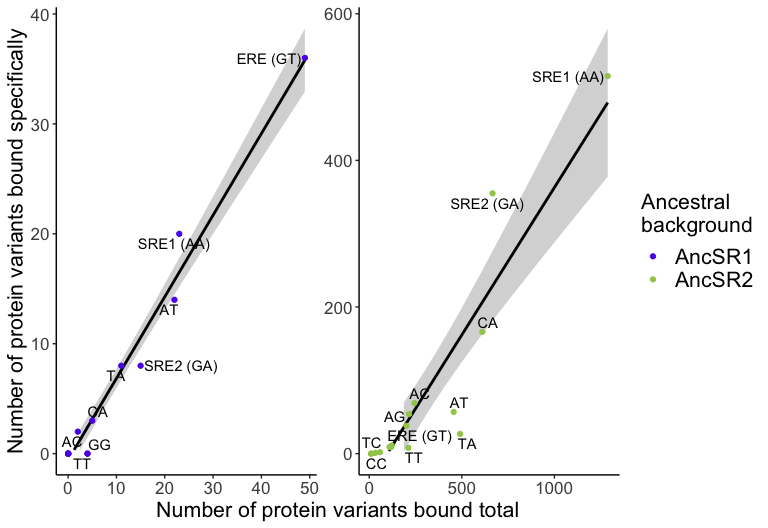 Number of protein variants bound specifically
40
30
20
10
0
ERE (GT)
SRE1 (AA)
AT
TA
SRE2 (GA)
CA
AC
GG
TT
0
10
20
30
40
50
600
400
200
0
SRE1 (AA)
SRE2 (GA)
CA
AC
AG
AT
ERE (GT)
TA
TC
TT
CC
0
500
1000
Number of protein variants bound total
Ancestral
background
AncSR1
AncSR2